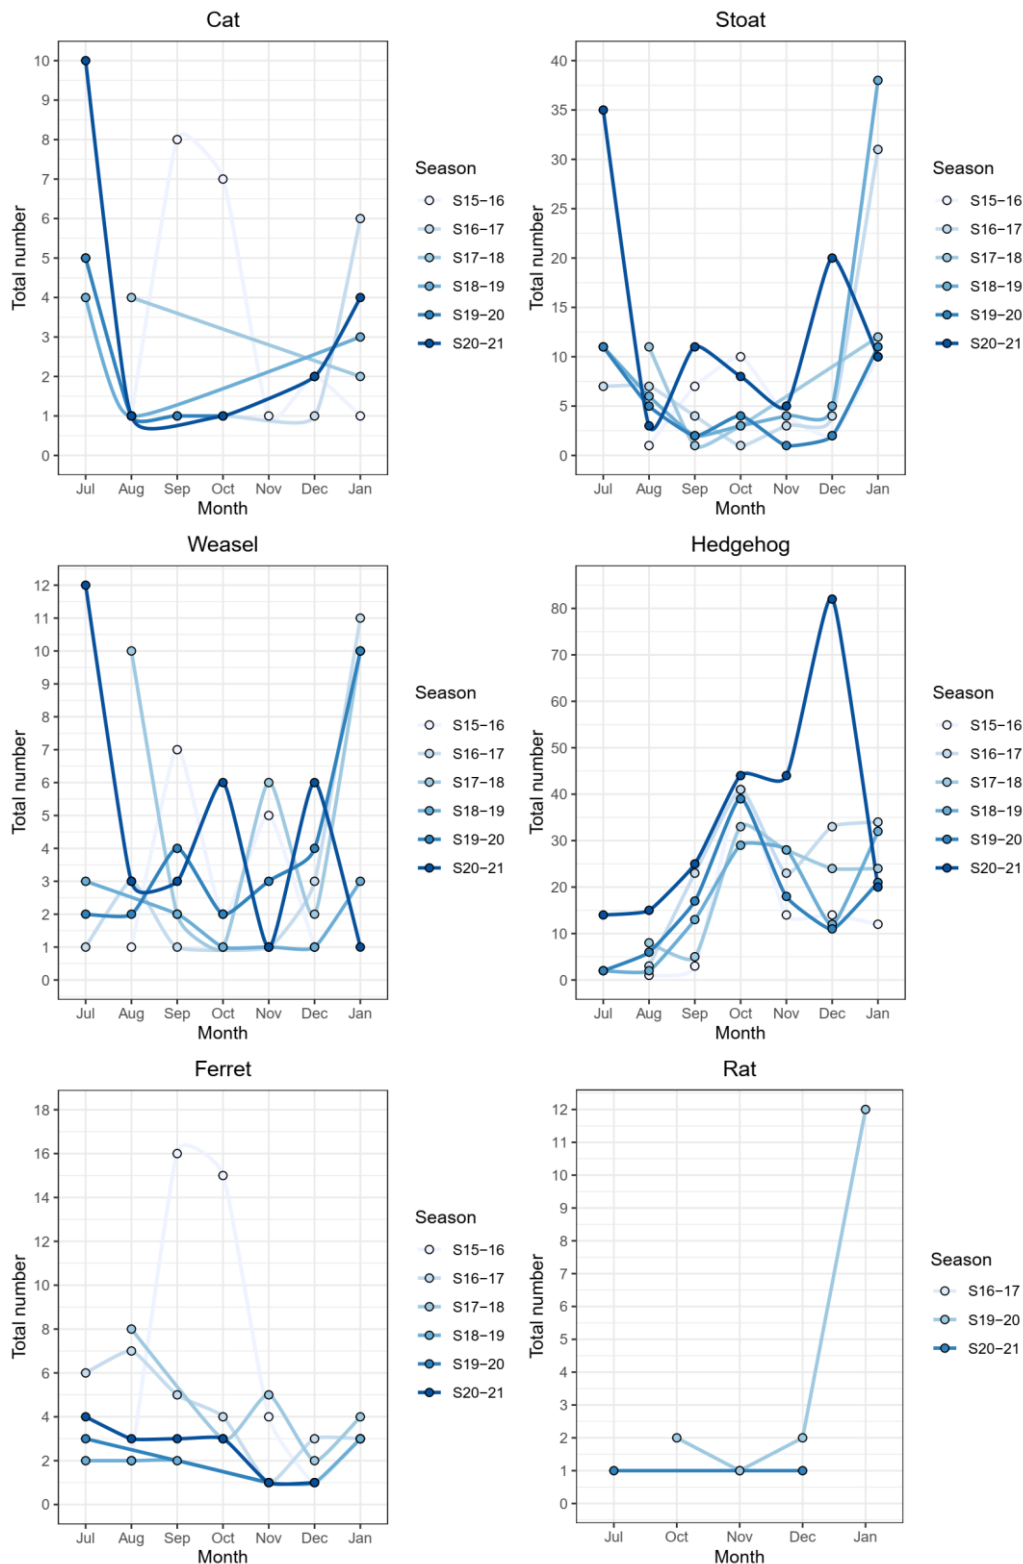 Cat
Total number
10
9
8
7
6
5
4
3
2
1
0
Jul Aug Sep Oct Nov Dec Jan
Month
Season
S15-16
S16-17
S17-18
S18-19
S19-20
S20-21
Stoat
Total number
40
35
30
25
20
15
10
5
0
Jul Aug Sep Oct Nov Dec Jan
Month
Season
S15-16
S16-17
S17-18
S18-19
S19-20
S20-21
Weasel
Total number
12
11
10
9
8
7
6
5
4
3
2
1
0
Jul Aug Sep Oct Nov Dec Jan
Month
Season
S15-16
S16-17
S17-18
S18-19
S19-20
S20-21
Hedgehog
Total number
80
70
60
50
40
30
20
10
0
Jul Aug Sep Oct Nov Dec Jan
Month
Season
S15-16
S16-17
S17-18
S18-19
S19-20
S20-21
Ferret
Total number
18
16
14
12
10
8
6
4
2
0
Jul Aug Sep Oct Nov Dec Jan
Month
Season
S15-16
S16-17
S17-18
S18-19
S19-20
S20-21
Rat
Total number
12
11
10
9
8
7
6
5
4
3
2
1
0
Jul Oct Nov Dec Jan
Month
Season
S16-17
S19-20
S20-21